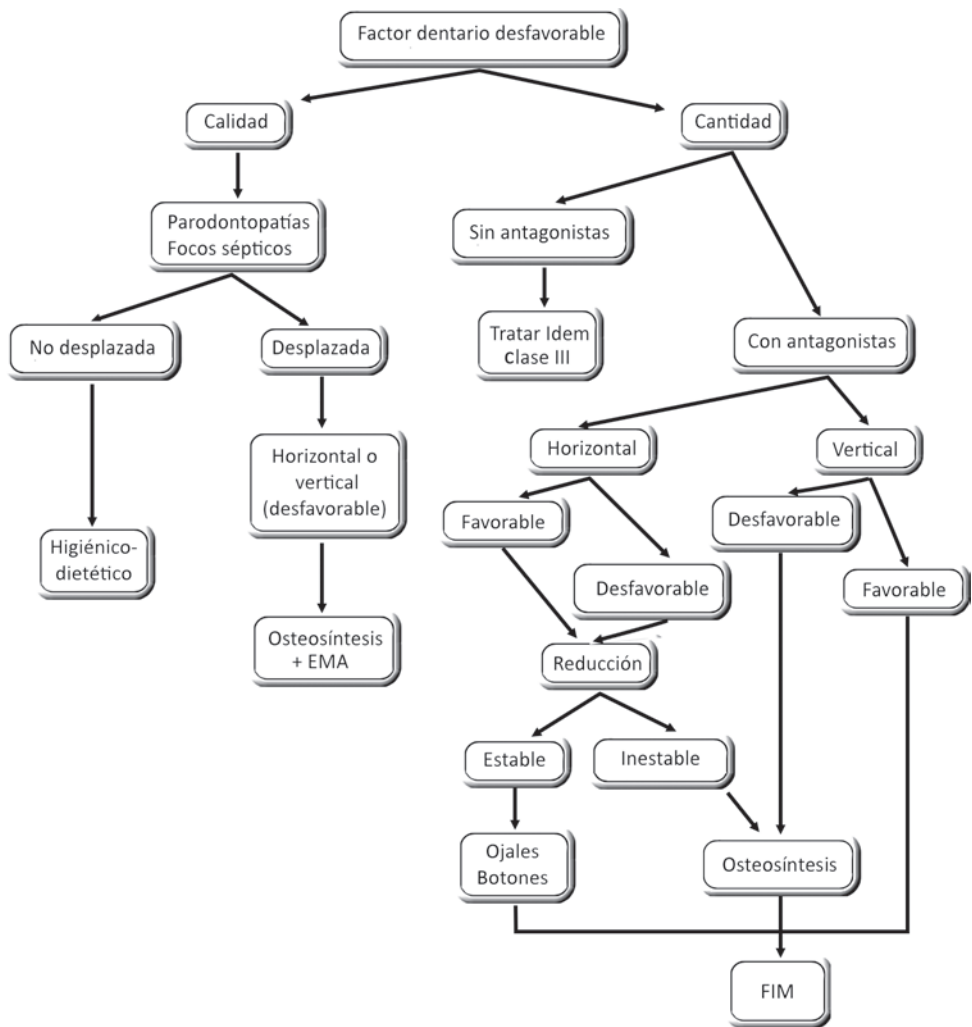 Factor dentario desfavorable
Calidad
Cantidad
Parodontopatías
Focos sépticos
Sin antagonistas
No desplazada
Desplazada
Tratar Idem
clase III
Con antagonistas
Horizontal o
vertical
(desfavorable)
Horizontal
Vertical
Favorable
Desfavorable
Higiénico-
dietético
Desfavorable
Favorable
Osteosíntesis
+ EMA
Reducción
Estable
Inestable
Ojales
Botones
Osteosíntesis
FIM